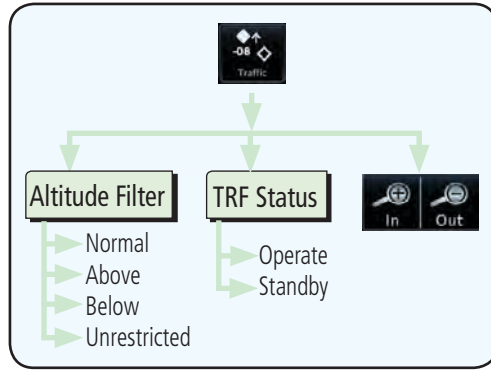 -08
Traffic
Altitude Filter
Normal
Above
Below
Unrestricted
TRF Status
Operate
Standby
In
Out